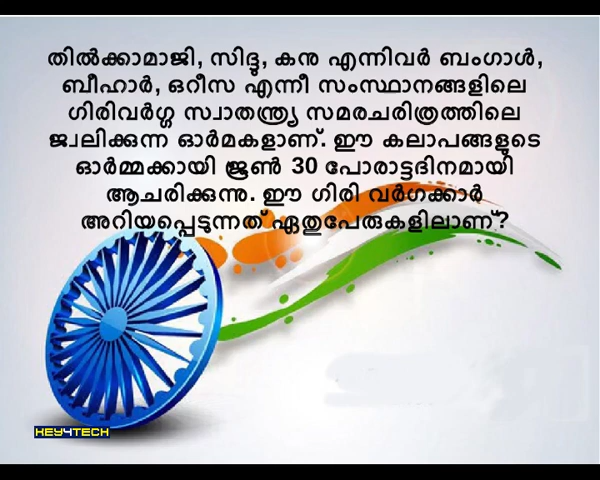 തിൽക്കാമാജി, സിദ്ദു, കനു എന്നിവർ ബംഗാൾ,
ബീഹാർ, ഒറീസ എന്നീ സംസ്ഥാനങ്ങളിലെ
ഗിരിവർഗ്ഗ സ്വാതന്ത്ര്യ സമരചരിത്രത്തിലെ
ജ്വലിക്കുന്ന ഓർമകളാണ്. ഈ കലാപങ്ങളുടെ
ഓർമ്മക്കായി ജൂൺ 30 പോരാട്ടദിനമായി
ആചരിക്കുന്നു. ഈ ഗിരി വർഗക്കാർ
അറിയപ്പെടുന്നത് ഏതുപേരുകളിലാണ്?
KEY4TECH